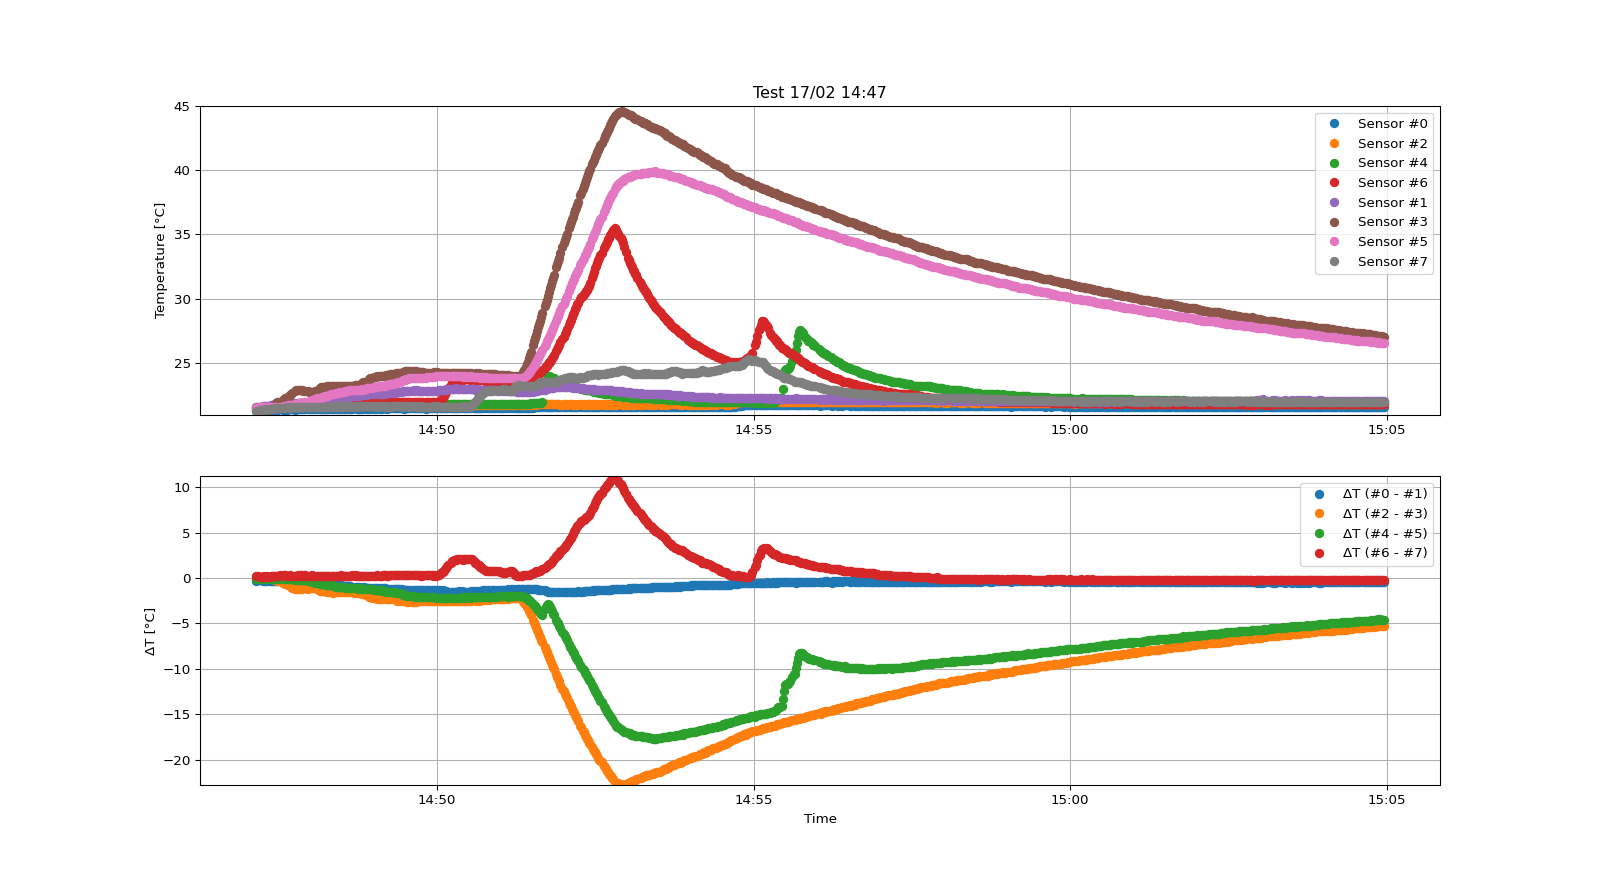 Test 17/02 14:47
Temperature [°C]
45
40
35
30
25
14:50 14:55 15:00 15:05
Sensor #0
Sensor #2
Sensor #4
Sensor #6
Sensor #1
Sensor #3
Sensor #5
Sensor #7
ΔT [°C]
10
5
0
−5
−10
−15
−20
14:50 14:55 15:00 15:05
Time
ΔT (#0 - #1)
ΔT (#2 - #3)
ΔT (#4 - #5)
ΔT (#6 - #7)